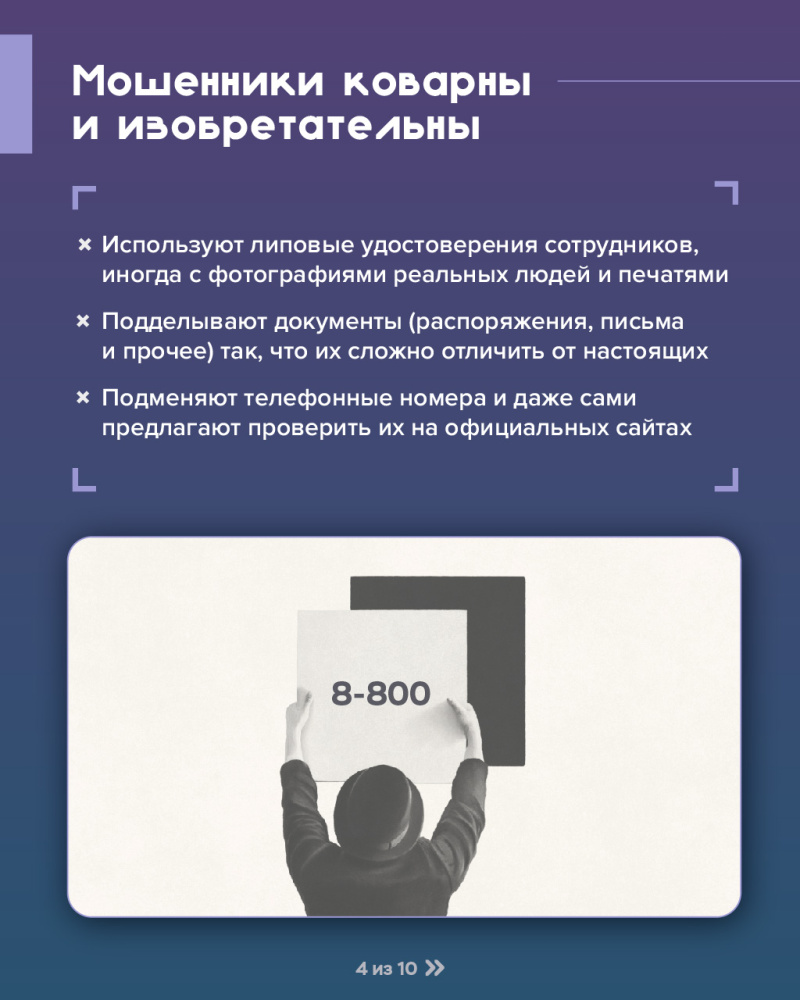 Мошенники коварны
и изобретательны
× Используют липовые удостоверения сотрудников,
иногда с фотографиями реальных людей и печатями
× Подделывают документы (распоряжения, письма
и прочее) так, что их сложно отличить от настоящих
× Подменяют телефонные номера и даже сами
предлагают проверить их на официальных сайтах
8-800
4 из 10 »